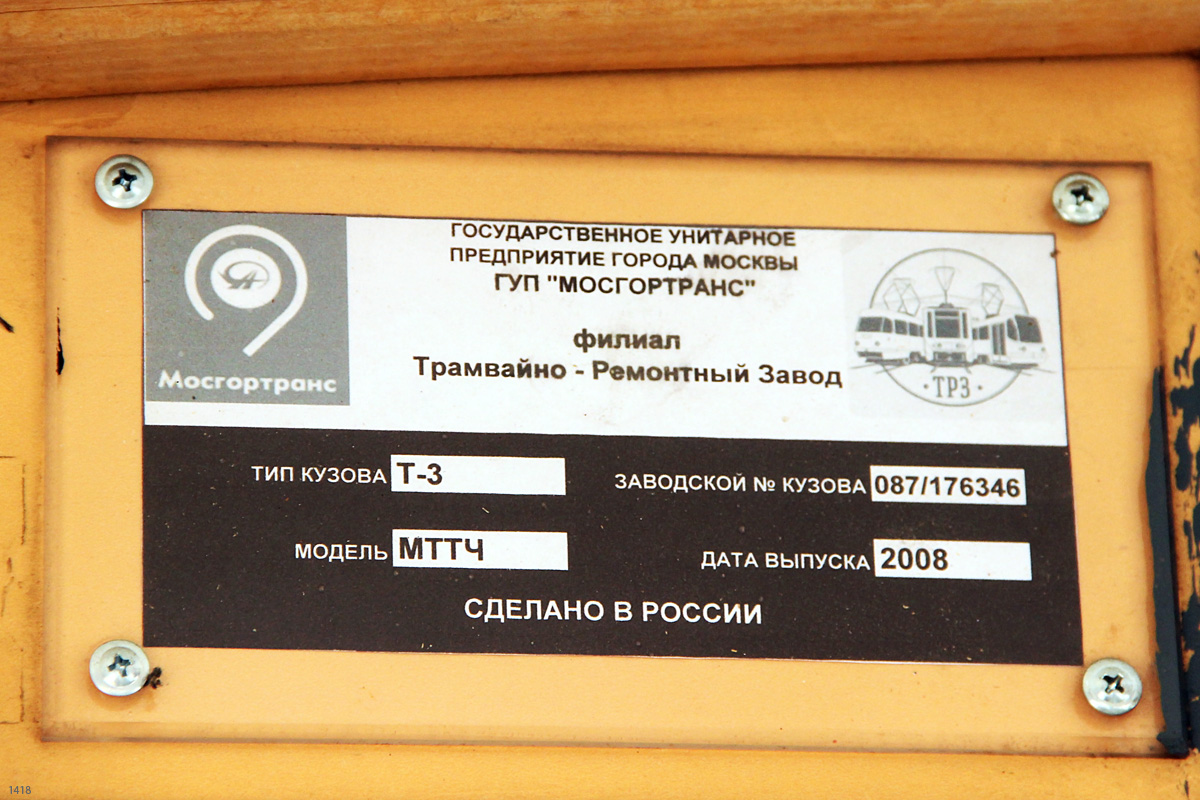 ГОСУДАРСТВЕННОЕ УНИТАРНОЕ
ПРЕДПРИЯТИЕ ГОРОДА МОСКВЫ
ГУП "МОСГОРТРАНС"
филиал
Трамвайно - Ремонтный Завод
Мосгортранс
·ТРЗ·
ТИП КУЗОВА Т-3
ЗАВОДСКОЙ № КУЗОВА 087/176346
МОДЕЛЬ МТТЧ
ДАТА ВЫПУСКА 2008
СДЕЛАНО В РОССИИ
1418